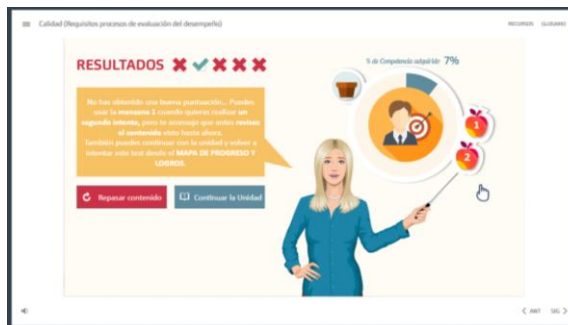 Calidad (Requisitos procesos de evaluación del desempeño)
RECURSOS GLOSARIO
RESULTADOS
% de Competencia adquirida 7%
No has obtenido una buena puntuación... Puedes
usar la manzana 1 cuando quieras realizar un
segundo intento, pero te aconsejo que antes revises
el contenido visto hasta ahora.
También puedes continuar con la unidad y volver a
intentar este test desde el MAPA DE PROGRESO Y
LOGROS.
1
2
Repasar contenido
Continuar la Unidad
ANT SIG